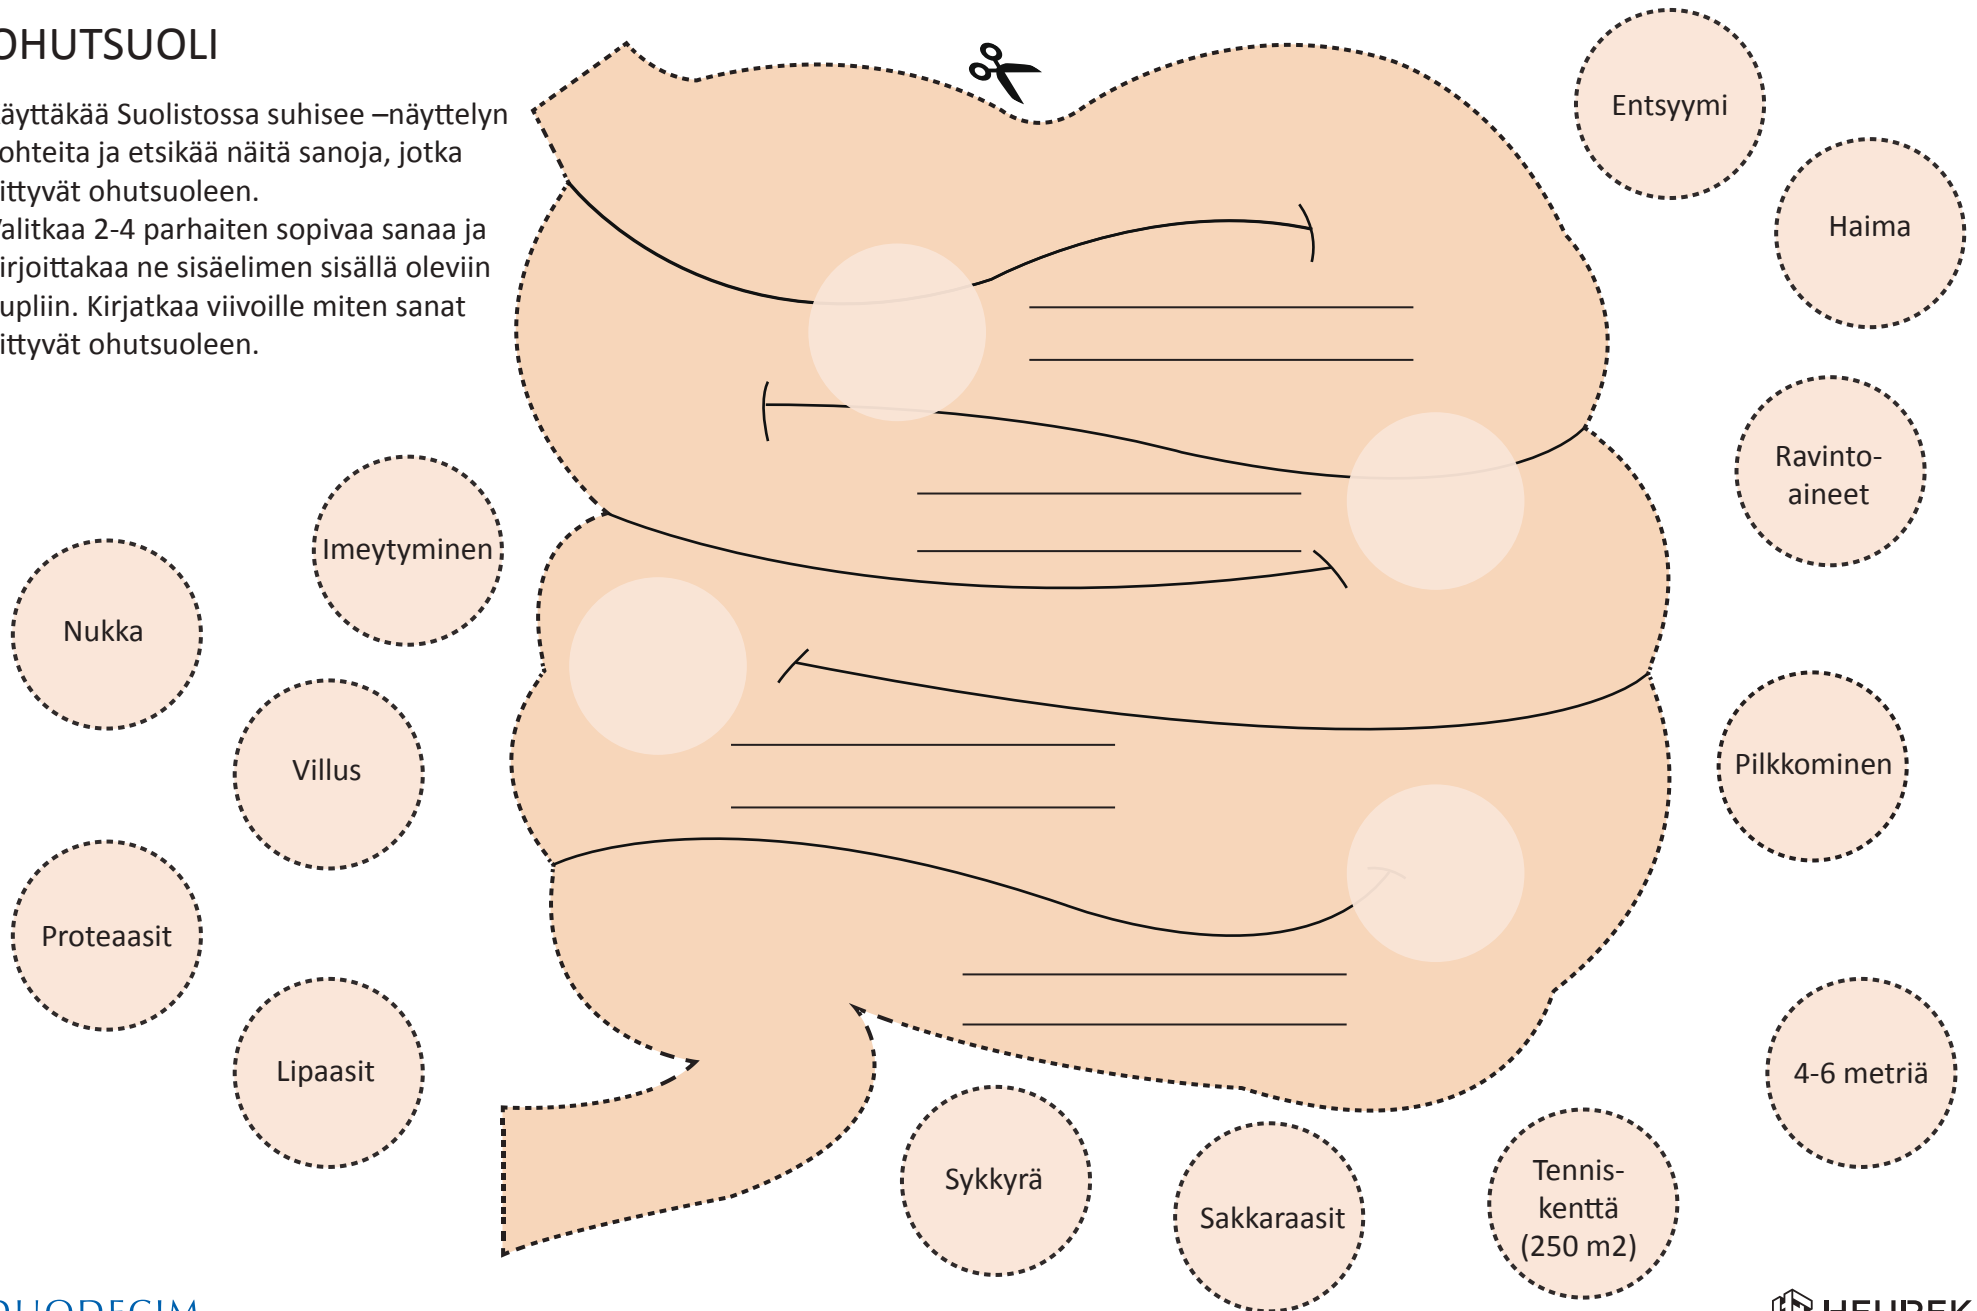 OHUTSUOLI
äyttäkää Suolistossa suhisee –näyttelyn
ohteita ja etsikää näitä sanoja, jotka
ittyvät ohutsuoleen.
alitkaa 2-4 parhaiten sopivaa sanaa ja
irjoittakaa ne sisäelimen sisällä oleviin
upliin. Kirjatkaa viivoille miten sanat
ittyvät ohutsuoleen.
Entsyymi
Haima
Ravinto-
aineet
Imeytyminen
Nukka
Villus
Pilkkominen
Proteaasit
Lipaasit
4-6 metriä
Sykkyrä
Sakkaraasit
Tennis-
kenttä
(250 m2)
DUODECIM
HEUREK